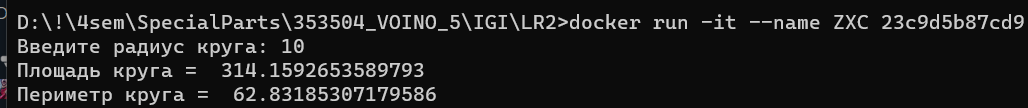 D:\!\4sem\SpecialParts\353504_VOINO_5\IGI\LR2>docker run -it --name ZXC 23c9d5b87cd9
Введите радиус круга: 10
Площадь круга =  314.1592653589793
Периметр круга =  62.83185307179586